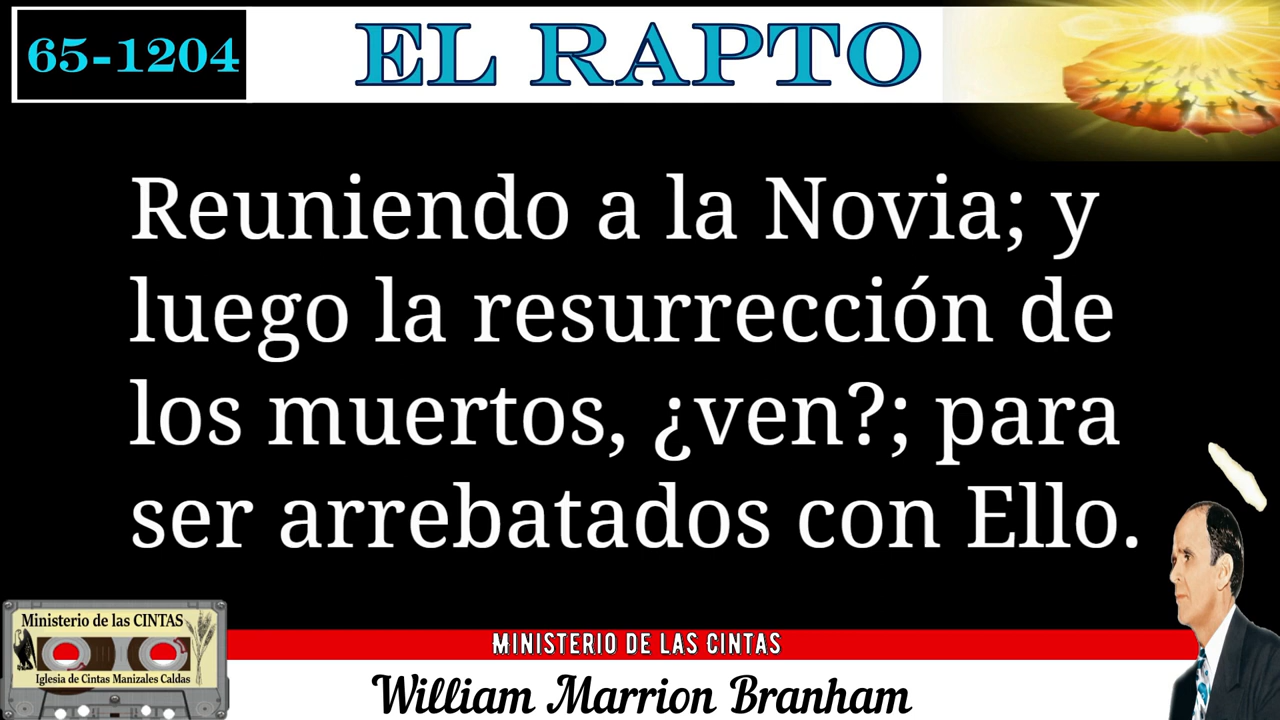 65-1204
EL RAPTO
Reuniendo a la Novia; y
luego la resurrección de
los muertos, ¿ven?; para
ser arrebatados con Ello.
Ministerio de las CINTAS
Iglesia de Cintas Manizales Caldas
MINISTERIO DE LAS CINTAS
William Marrion Branham